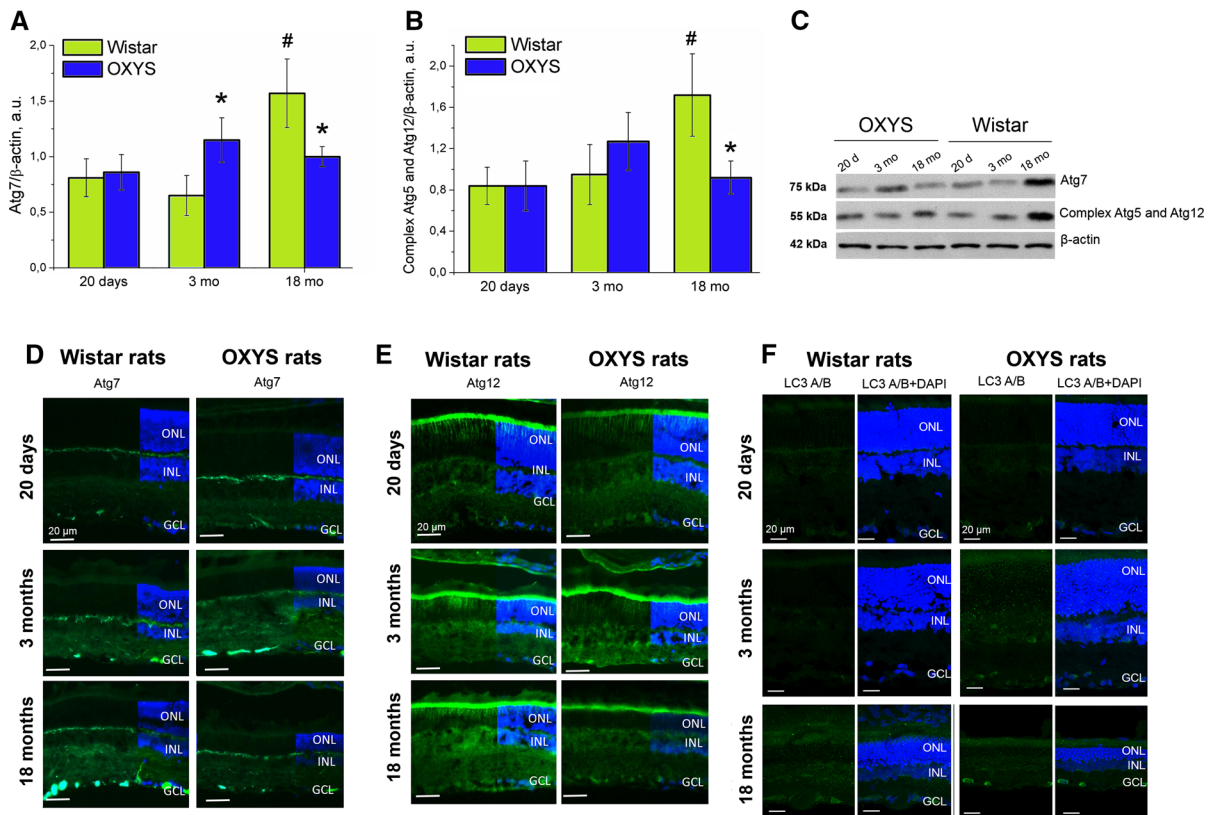 A
Atg7/β-actin, a.u.
2,0
1,5
1,0
0,5
0,0
Wistar
OXYS
#
*
*
20 days
3 mo
18 mo
B
Complex Atg5 and Atg12/β-actin, a.u.
2,0
1,6
1,2
0,8
0,4
0,0
Wistar
OXYS
#
*
20 days
3 mo
18 mo
C
OXYS Wistar
20 d 3 mo 18 mo 20 d 3 mo 18 mo
75 kDa Atg7
55 kDa Complex Atg5 and Atg12
42 kDa β-actin
D
Wistar rats OXYS rats
Atg7 Atg7
20 days
ONL
INL
GCL
20 µm
ONL
INL
GCL
3 months
ONL
INL
GCL
ONL
INL
GCL
18 months
ONL
INL
GCL
ONL
INL
GCL
E
Wistar rats OXYS rats
Atg12 Atg12
20 days
ONL
INL
GCL
20 µm
ONL
INL
GCL
3 months
ONL
INL
GCL
ONL
INL
GCL
18 months
ONL
INL
GCL
ONL
INL
GCL
F
Wistar rats OXYS rats
LC3 A/B LC3 A/B+DAPI LC3 A/B LC3 A/B+DAPI
20 days
20 µm
ONL
INL
GCL
20 µm
ONL
INL
GCL
3 months
ONL
INL
GCL
ONL
INL
GCL
18 months
ONL
INL
GCL
ONL
INL
GCL